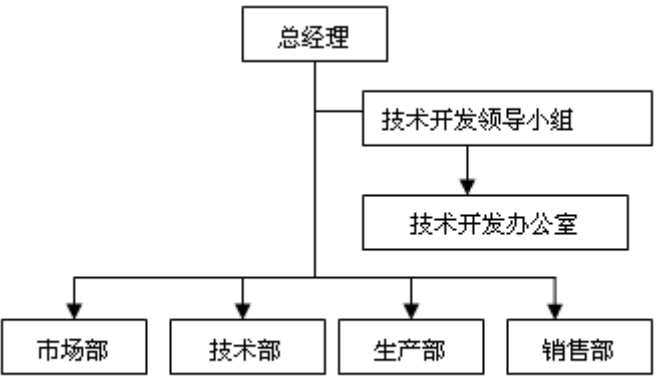 总经理
技术开发领导小组
技术开发办公室
市场部
技术部
生产部
销售部